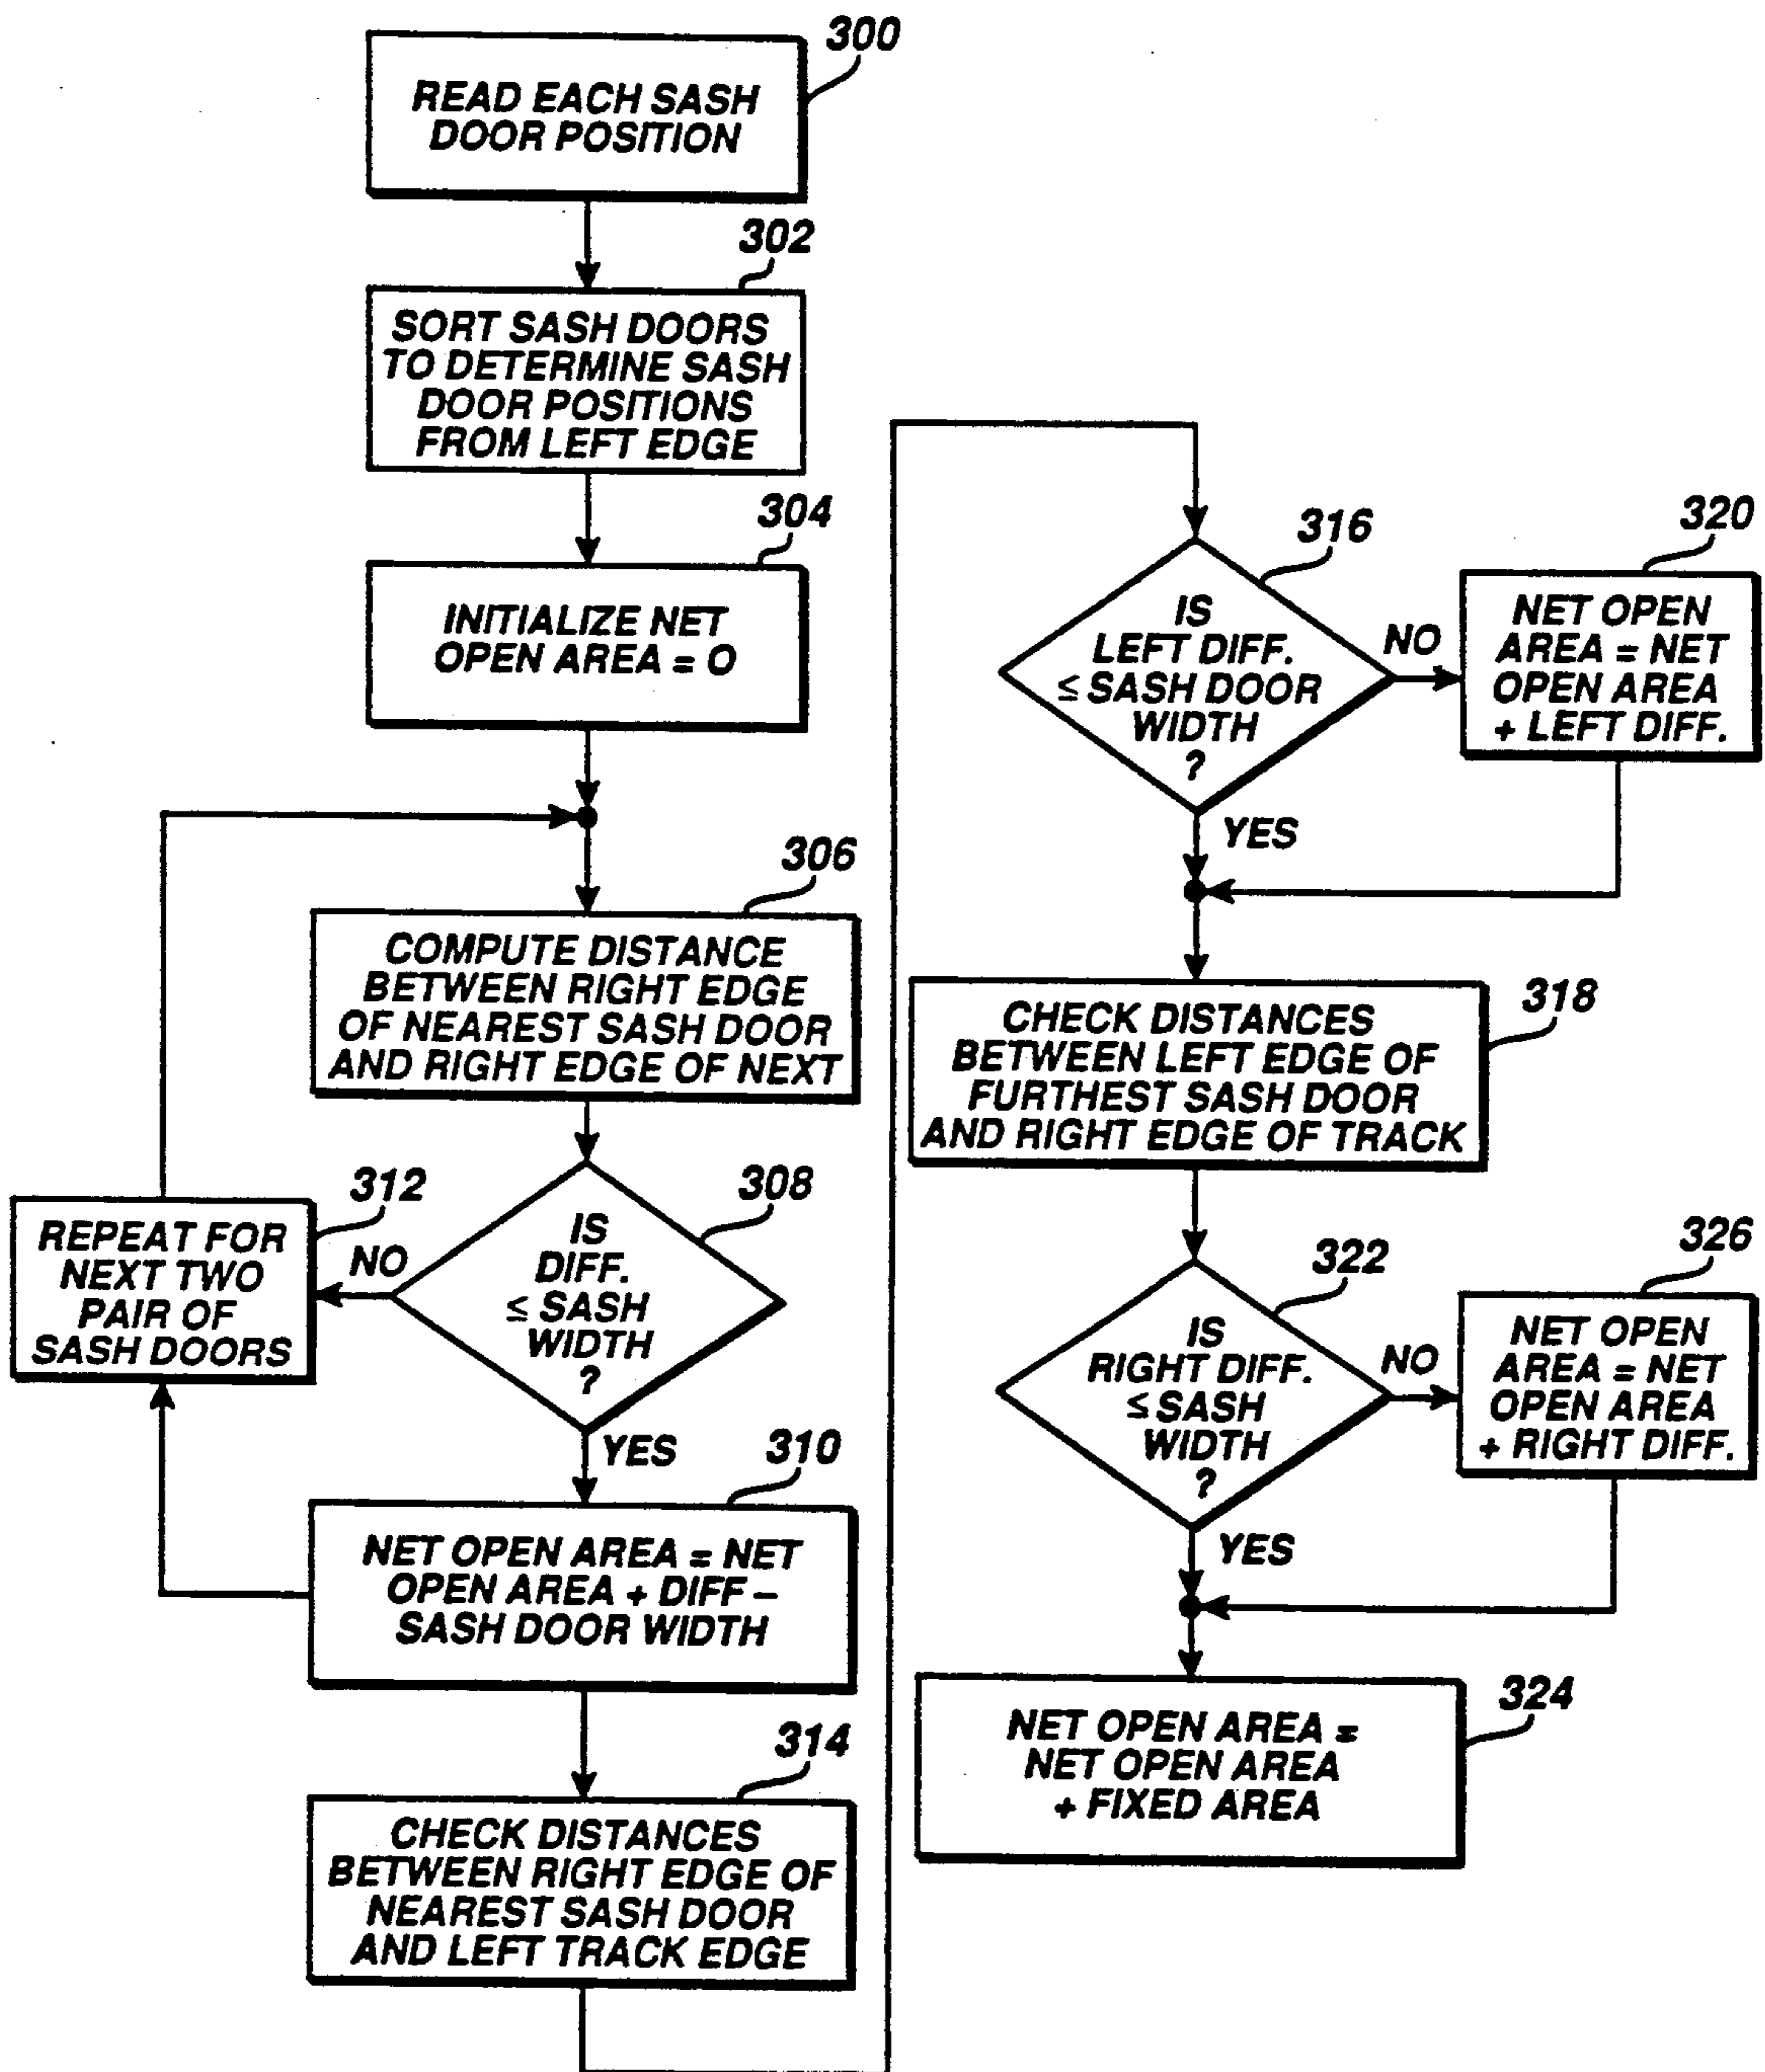 300
READ EACH SASH
DOOR POSITION
302
SORT SASH DOORS
TO DETERMINE SASH
DOOR POSITIONS
FROM LEFT EDGE
304
INITIALIZE NET
OPEN AREA = O
306
COMPUTE DISTANCE
BETWEEN RIGHT EDGE
OF NEAREST SASH DOOR
AND RIGHT EDGE OF NEXT
308
IS
DIFF.
≤ SASH
WIDTH
?
NO
312
REPEAT FOR
NEXT TWO
PAIR OF
SASH DOORS
YES
310
NET OPEN AREA = NET
OPEN AREA + DIFF –
SASH DOOR WIDTH
314
CHECK DISTANCES
BETWEEN RIGHT EDGE OF
NEAREST SASH DOOR
AND LEFT TRACK EDGE
316
IS
LEFT DIFF.
≤ SASH DOOR
WIDTH
?
NO
320
NET OPEN
AREA = NET
OPEN AREA
+ LEFT DIFF.
YES
318
CHECK DISTANCES
BETWEEN LEFT EDGE OF
FURTHEST SASH DOOR
AND RIGHT EDGE OF TRACK
322
IS
RIGHT DIFF.
≤ SASH
WIDTH
?
NO
326
NET OPEN
AREA = NET
OPEN AREA
+ RIGHT DIFF.
YES
324
NET OPEN AREA =
NET OPEN AREA
+ FIXED AREA